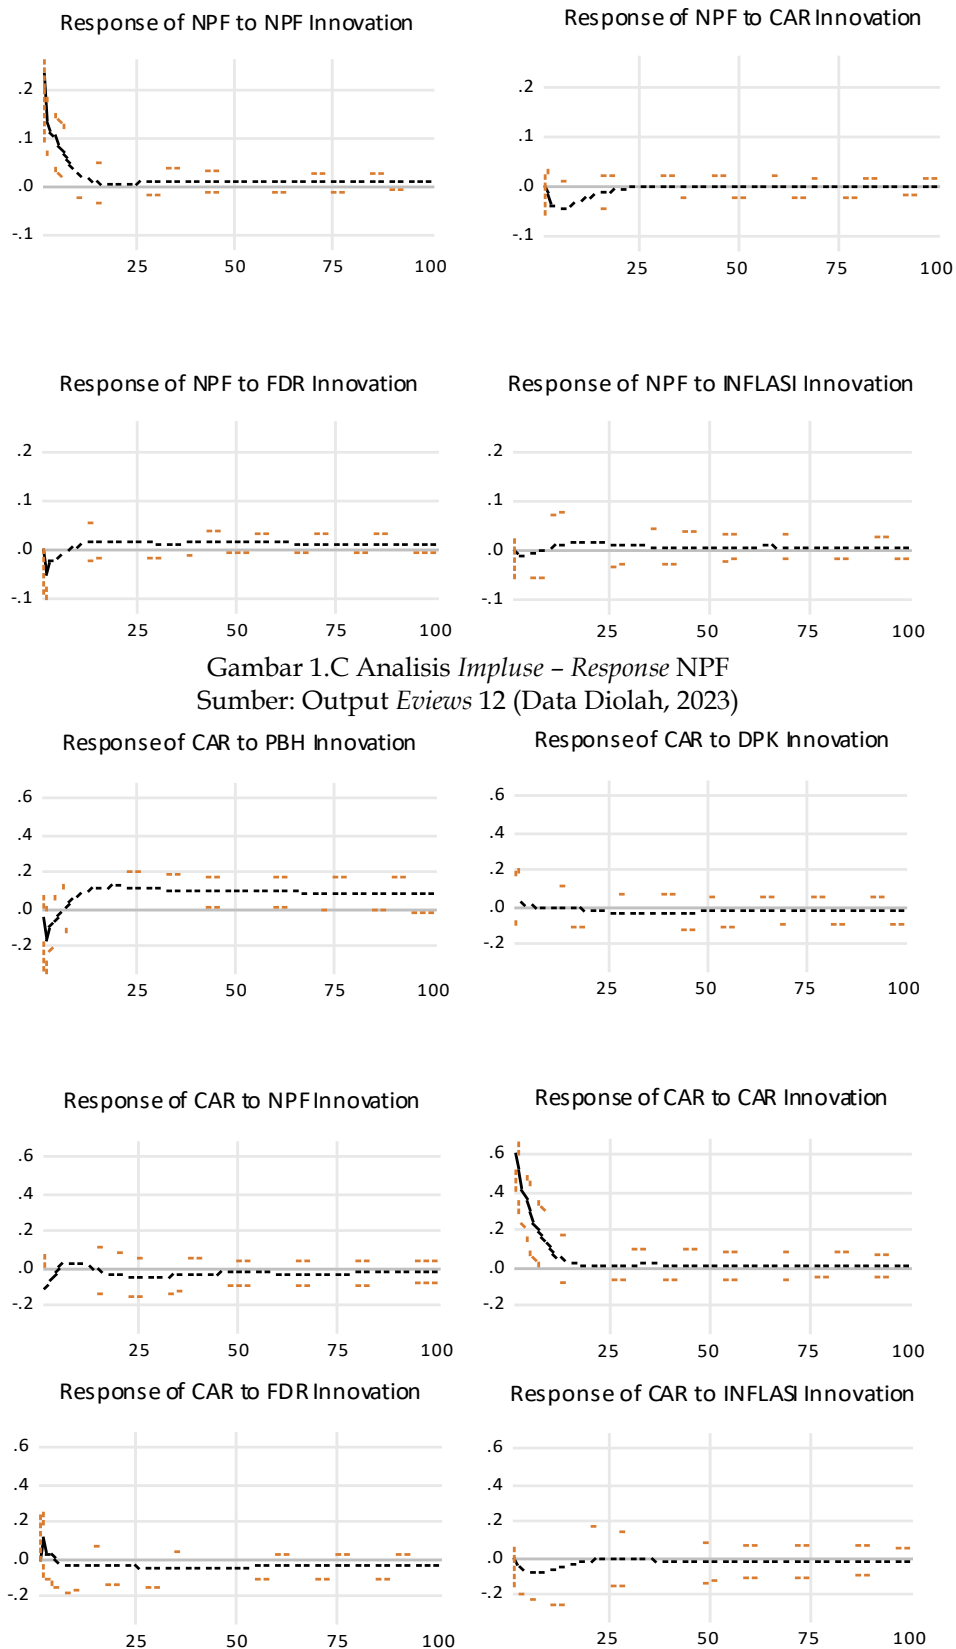 Response of NPF to NPF Innovation
.2
.1
.0
-.1
25 50 75 100
Response of NPF to CAR Innovation
.2
.1
.0
-.1
25 50 75 100
Response of NPF to FDR Innovation
.2
.1
.0
-.1
25 50 75 100
Response of NPF to INFLASI Innovation
.2
.1
.0
-.1
25 50 75 100
Gambar 1.C Analisis Impluse – Response NPF
Sumber: Output Eviews 12 (Data Diolah, 2023)
Response of CAR to PBH Innovation
.6
.4
.2
.0
-.2
25 50 75 100
Response of CAR to DPK Innovation
.6
.4
.2
.0
-.2
25 50 75 100
Response of CAR to NPF Innovation
.6
.4
.2
.0
-.2
25 50 75 100
Response of CAR to CAR Innovation
.6
.4
.2
.0
-.2
25 50 75 100
Response of CAR to FDR Innovation
.6
.4
.2
.0
-.2
25 50 75 100
Response of CAR to INFLASI Innovation
.6
.4
.2
.0
-.2
25 50 75 100